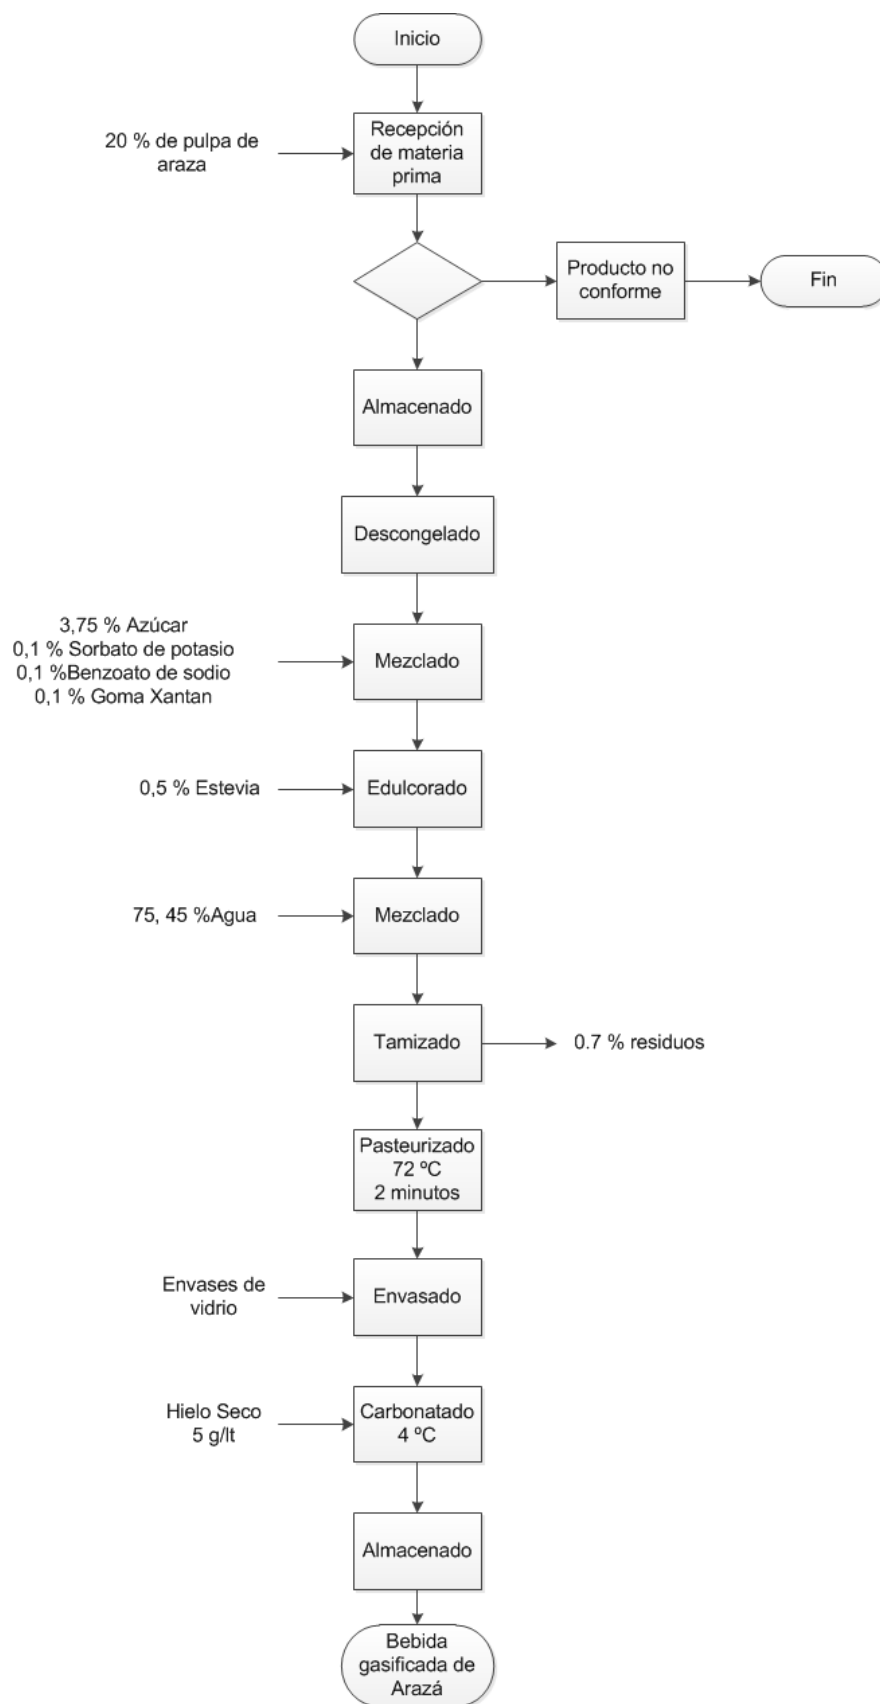 Inicio
20 % de pulpa de
araza
Recepción
de materia
prima
Producto no
conforme
Fin
Almacenado
Descongelado
3,75 % Azúcar
0,1 % Sorbato de potasio
0,1 %Benzoato de sodio
0,1 % Goma Xantan
Mezclado
0,5 % Estevia
Edulcorado
75, 45 %Agua
Mezclado
Tamizado
0.7 % residuos
Pasteurizado
72 ºC
2 minutos
Envases de
vidrio
Envasado
Hielo Seco
5 g/lt
Carbonatado
4 ºC
Almacenado
Bebida
gasificada de
Arazá